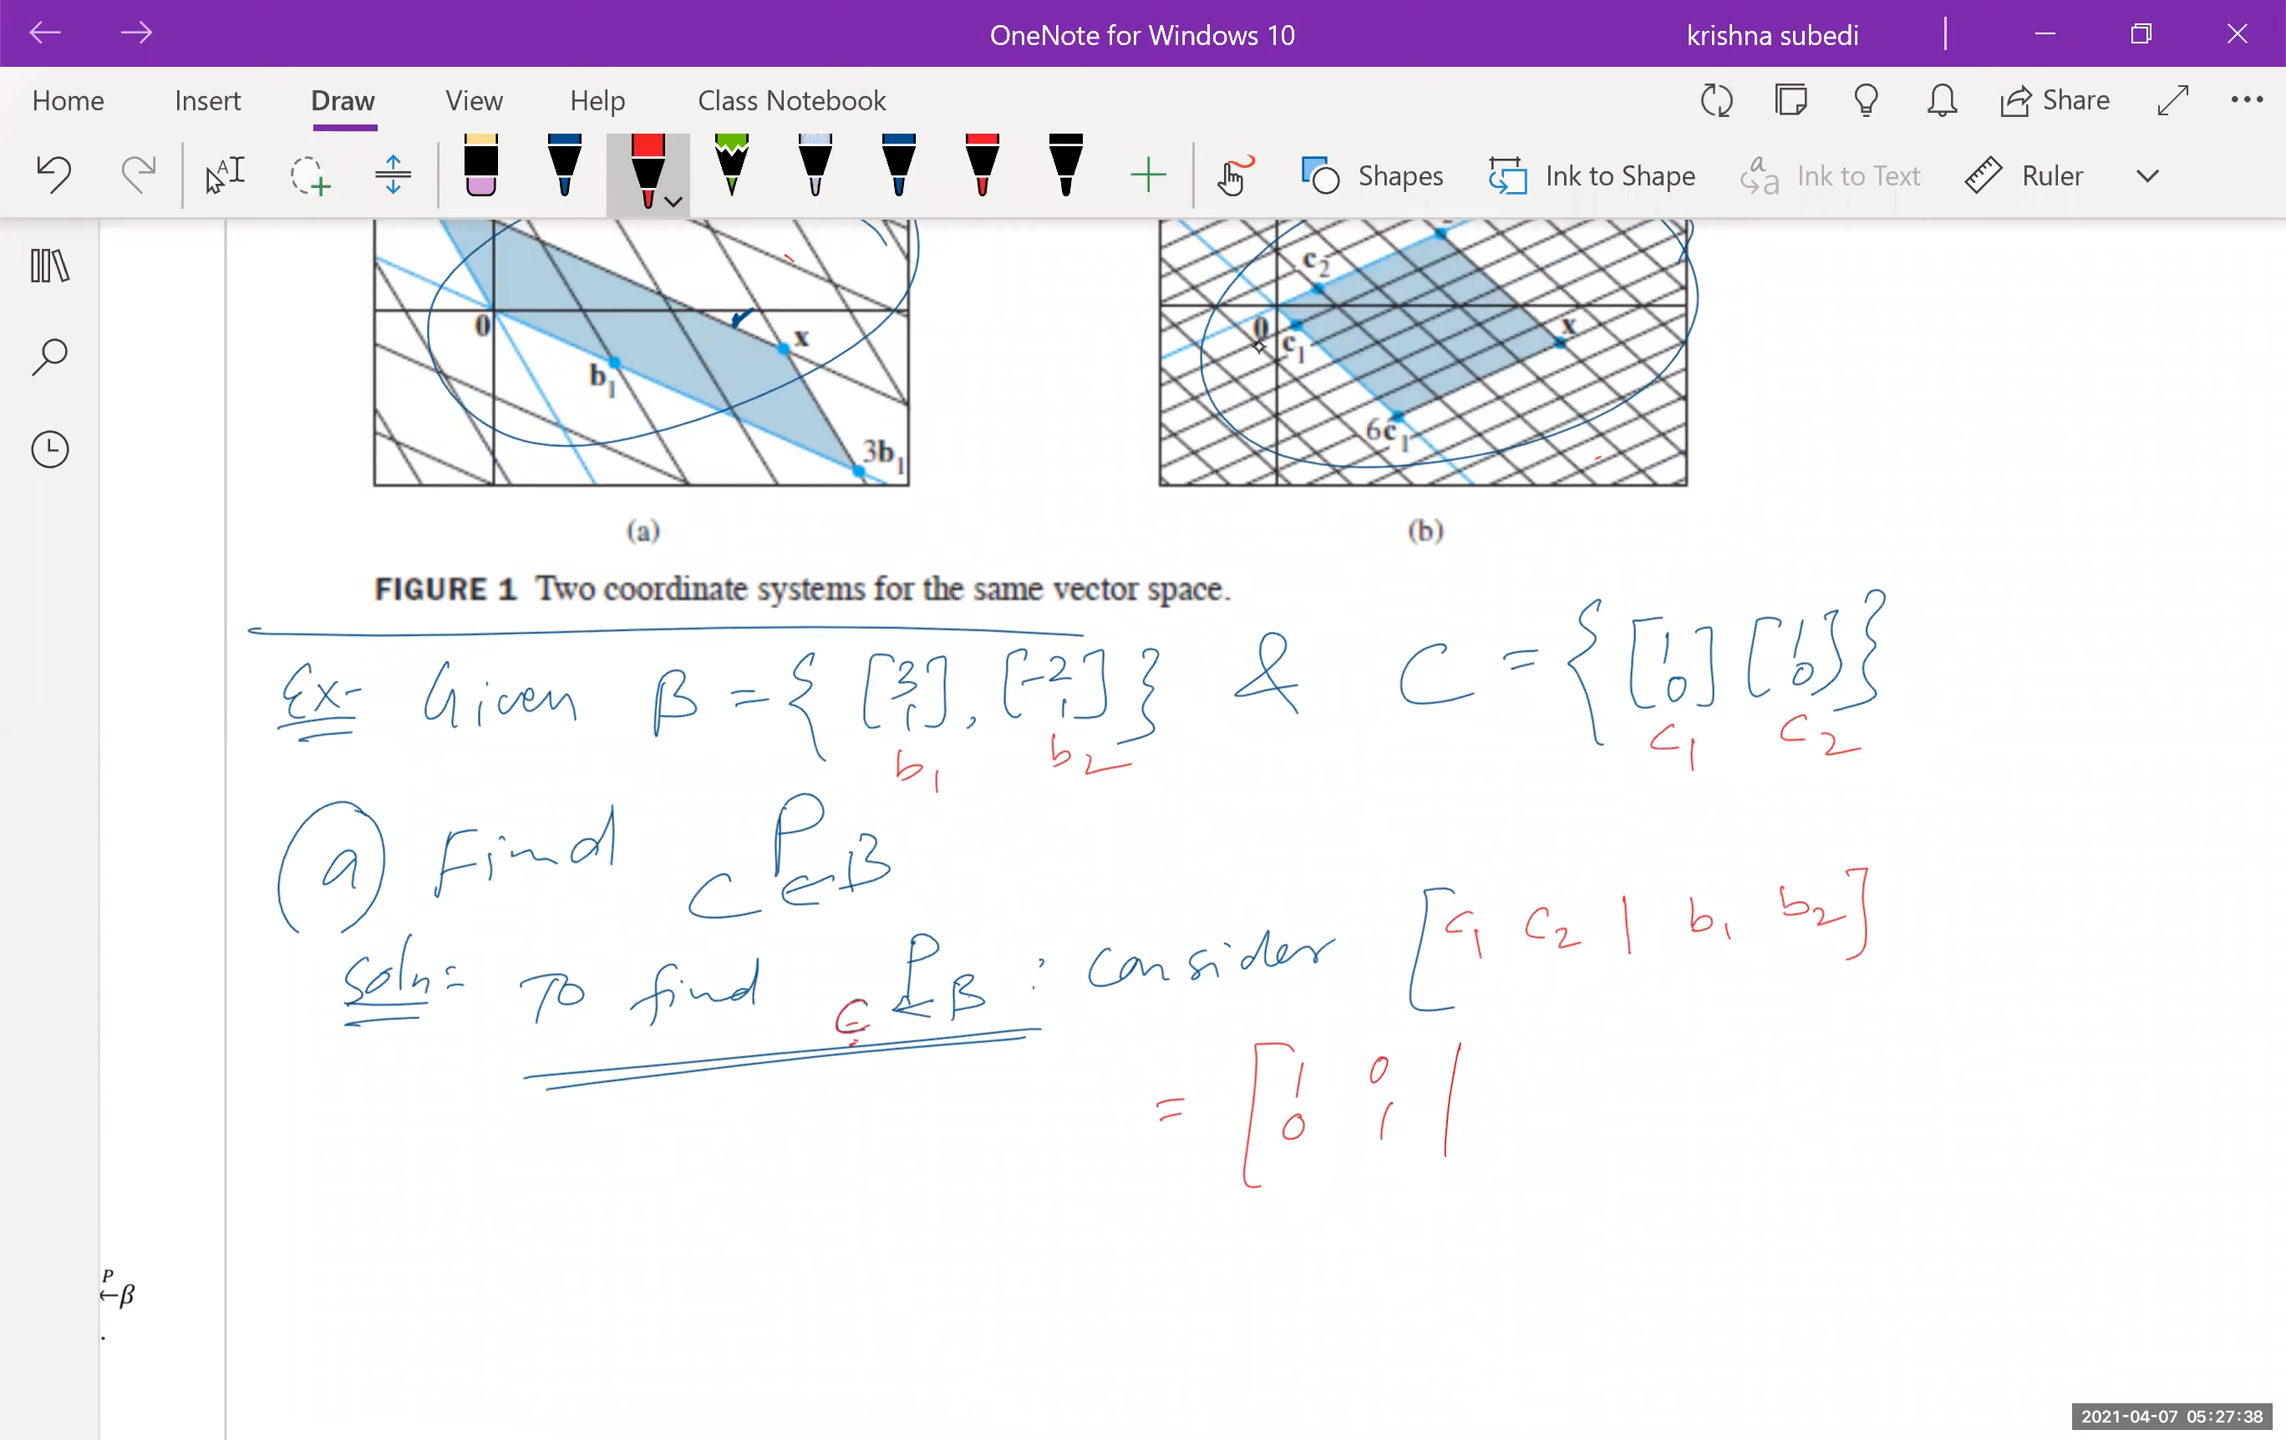 OneNote for Windows 10
krishna subedi
Home Insert Draw View Help Class Notebook
Share
Shapes Ink to Shape Ink to Text Ruler
0 b1 3b1 x
0 c1 c2 6c1 x
(a) (b)
FIGURE 1 Two coordinate systems for the same vector space.
Ex- Given β = { [3 1], [-2 1] } & C = { [1 0] [1 0] }
b1 b2 c1 c2
(a) Find P C←B
Soln: To find P C←B : consider [c1 c2 | b1 b2]
= [ 1 0 |
0 1
P
←β
.
2021-04-07 05:27:38